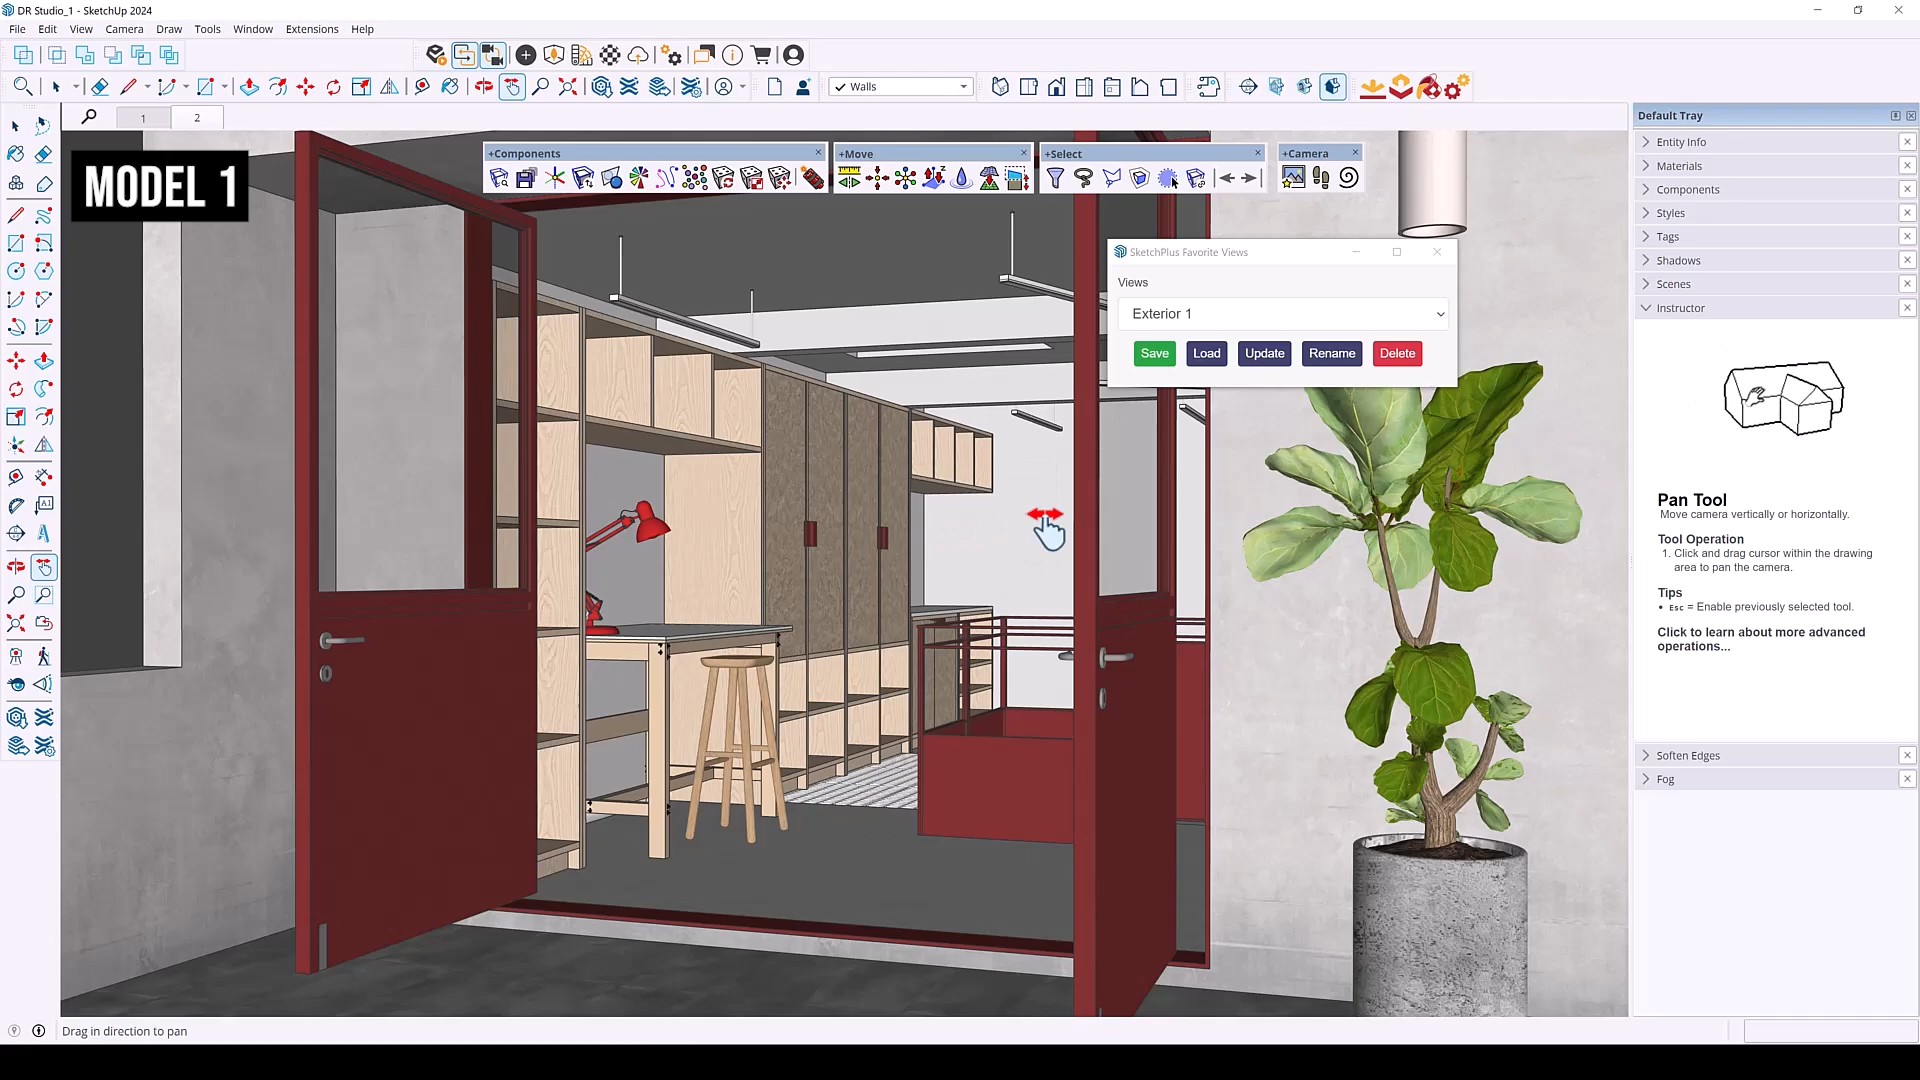 DR Studio_1 - SketchUp 2024
File Edit View Camera Draw Tools Window Extensions Help
Walls
1 2
Default Tray
MODEL 1
+Components
+Move
+Select
+Camera
Entity Info
Materials
Components
Styles
Tags
Shadows
Scenes
Instructor
SketchPlus Favorite Views
Views
Exterior 1
Save Load Update Rename Delete
Pan Tool
Move camera vertically or horizontally.
Tool Operation
1. Click and drag cursor within the drawing
area to pan the camera.
Tips
• Esc = Enable previously selected tool.
Click to learn about more advanced
operations...
Soften Edges
Fog
Drag in direction to pan